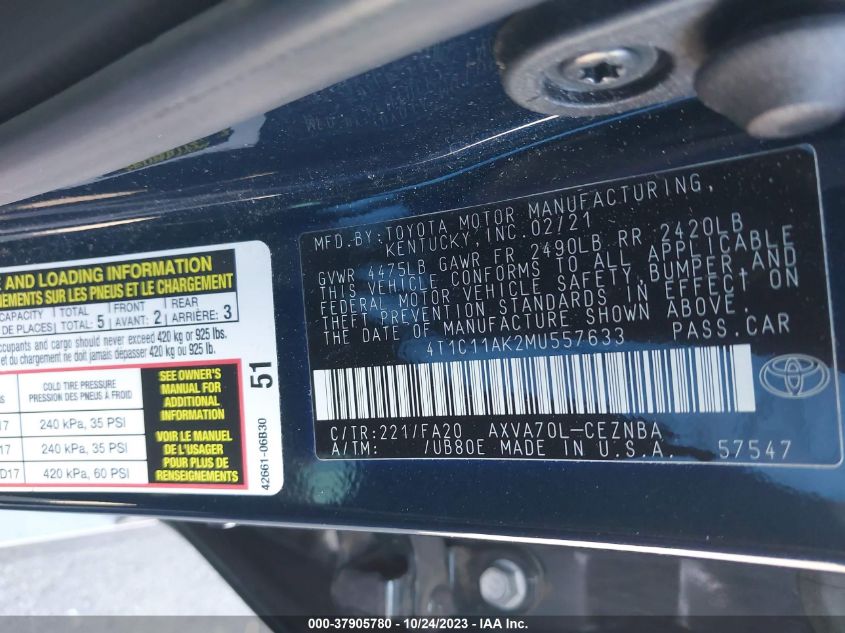 MFD.BY:TOYOTA MOTOR MANUFACTURING,
KENTUCKY, INC.02/21
GVWR 4475LB GAWR FR 2490LB RR 2420LB
THIS VEHICLE CONFORMS TO ALL APPLICABLE
FEDERAL MOTOR VEHICLE SAFETY,BUMPER AND
THEFT PREVENTION STANDARDS IN EFFECT ON
THE DATE OF MANUFACTURE SHOWN ABOVE.
4T1C11AK2MU557633 PASS.CAR
C/TR:221/FA20 AXVA70L-CEZNBA
A/TM: /UB80E MADE IN U.S.A. 57547
E AND LOADING INFORMATION
NEMENTS SUR LES PNEUS ET LE CHARGEMENT
CAPACITY TOTAL: 5 FRONT 2 REAR 3
DE PLACES TOTAL: AVANT: ARRIÈRE:
occupants and cargo should never exceed 420 kg or 925 lbs.
et du chargement ne doit jamais dépasser 420 kg ou 925 lb.
COLD TIRE PRESSURE
PRESSION DES PNEUS À FROID
17 240 kPa, 35 PSI
17 240 kPa, 35 PSI
D17 420 kPa, 60 PSI
SEE OWNER'S
MANUAL FOR
ADDITIONAL
INFORMATION
VOIR LE MANUEL
DE L'USAGER
POUR PLUS DE
RENSEIGNEMENTS
51
42661-06B30
000-37905780 - 10/24/2023 - IAA Inc.